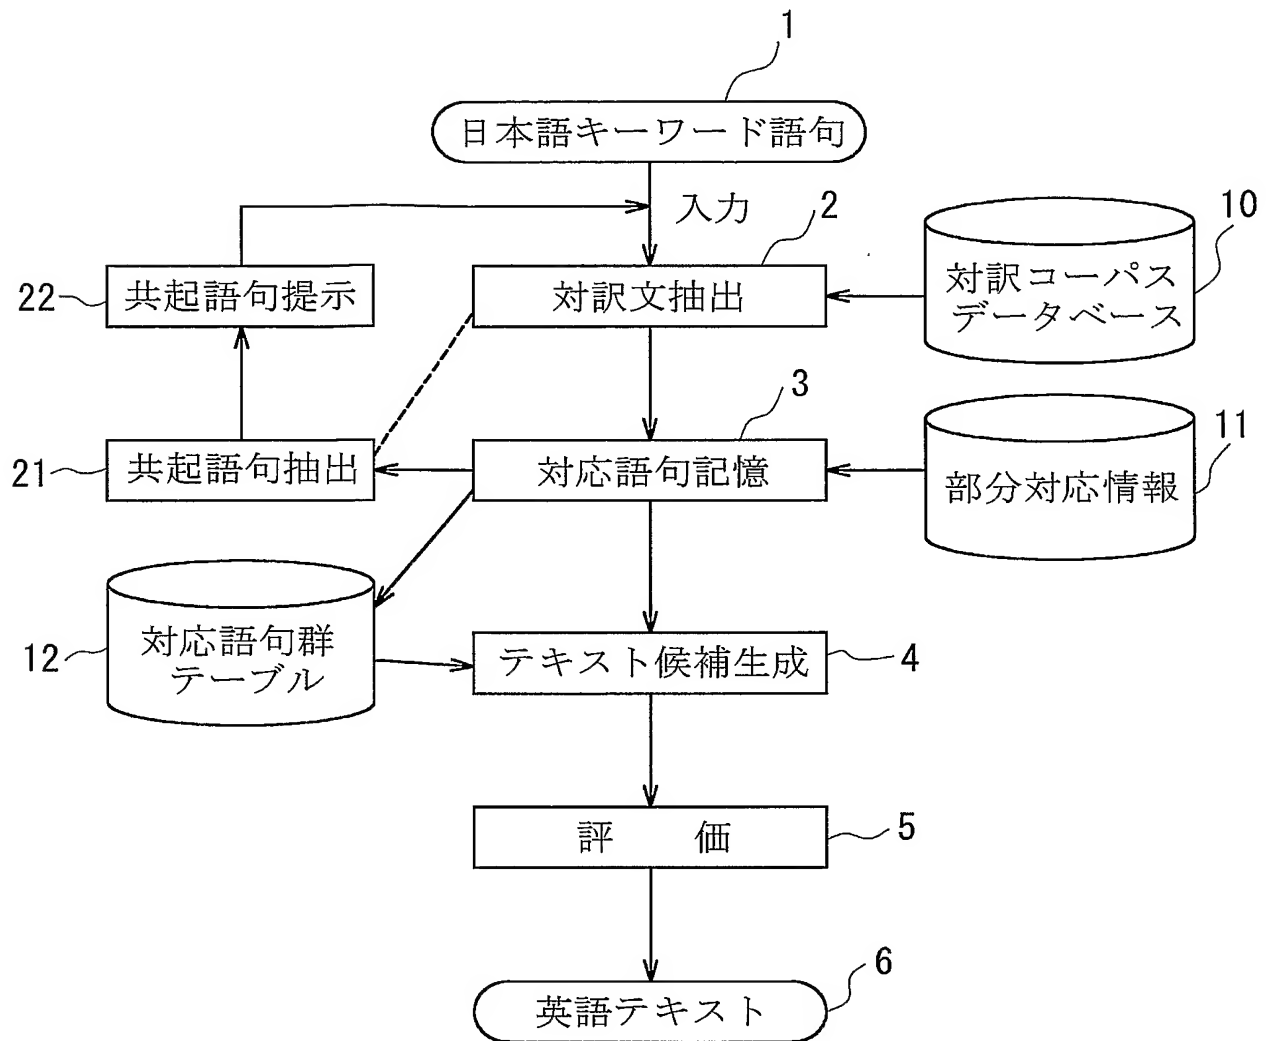 1
日本語キーワード語句
入力
2
10
22
共起語句提示
対訳文抽出
対訳コーパス
データベース
3
11
21
共起語句抽出
対応語句記憶
部分対応情報
12
対応語句群
テーブル
テキスト候補生成
4
評 価
5
6
英語テキスト